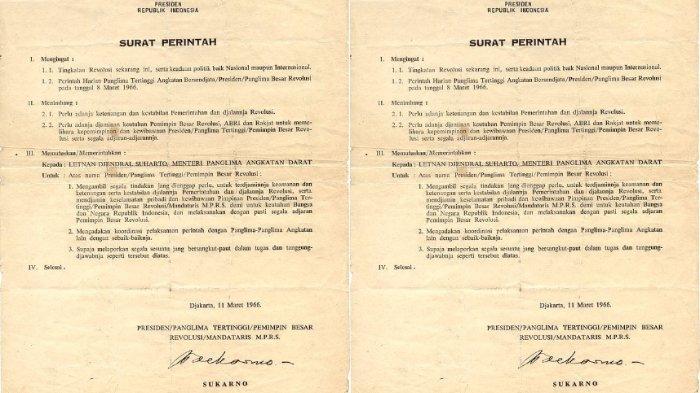 PRESIDEN
REPUBLIK INDONESIA
SURAT PERINTAH
I. Mengingat :
1. 1. Tingkatan Revolusi sekarang ini, serta keadaan politik baik Nasional maupun Internasional.
1. 2. Perintah Harian Panglima Tertinggi Angkatan Bersendjata/Presiden/Panglima Besar Revolusi
pada tanggal 8 Maret 1966.
II. Menimbang :
2. 1. Perlu adanja ketenangan dan kestabilan Pemerintahan dan djalannja Revolusi.
2. 2. Perlu adanja djaminan keutuhan Pemimpin Besar Revolusi, ABRI dan Rakjat untuk meme-
lihara kepemimpinan dan kewibawaan Presiden/Panglima Tertinggi/Pemimpin Besar Revo-
lusi serta segala adjaran-adjarannja.
III. Memutuskan/Memerintahkan :
Kepada : LETNAN DJENDRAL SUHARTO, MENTERI PANGLIMA ANGKATAN DARAT
Untuk : Atas nama Presiden/Panglima Tertinggi/Pemimpin Besar Revolusi :
1. Mengambil segala tindakan jang dianggap perlu, untuk terdjaminnja keamanan dan
ketenangan serta kestabilan djalannja Pemerintahan dan djalannja Revolusi, serta
mendjamin keselamatan pribadi dan kewibawaan Pimpinan Presiden/Panglima Ter-
tinggi/Pemimpin Besar Revolusi/Mandataris M.P.R.S. demi untuk keutuhan Bangsa
dan Negara Republik Indonesia, dan melaksanakan dengan pasti segala adjaran
Pemimpin Besar Revolusi.
2. Mengadakan koordinasi pelaksanaan perintah dengan Panglima-Panglima Angkatan
lain dengan sebaik-baiknja.
3. Supaja melaporkan segala sesuatu jang bersangkut-paut dalam tugas dan tanggung-
djawabnja seperti tersebut diatas.
IV. Selesai.
Djakarta, 11 Maret 1966.
PRESIDEN/PANGLIMA TERTINGGI/PEMIMPIN BESAR
REVOLUSI/MANDATARIS M.P.R.S.
Soekarno
SUKARNO
PRESIDEN
REPUBLIK INDONESIA
SURAT PERINTAH
I. Mengingat :
1. 1. Tingkatan Revolusi sekarang ini, serta keadaan politik baik Nasional maupun Internasional.
1. 2. Perintah Harian Panglima Tertinggi Angkatan Bersendjata/Presiden/Panglima Besar Revolusi
pada tanggal 8 Maret 1966.
II. Menimbang :
2. 1. Perlu adanja ketenangan dan kestabilan Pemerintahan dan djalannja Revolusi.
2. 2. Perlu adanja djaminan keutuhan Pemimpin Besar Revolusi, ABRI dan Rakjat untuk meme-
lihara kepemimpinan dan kewibawaan Presiden/Panglima Tertinggi/Pemimpin Besar Revo-
lusi serta segala adjaran-adjarannja.
III. Memutuskan/Memerintahkan :
Kepada : LETNAN DJENDRAL SUHARTO, MENTERI PANGLIMA ANGKATAN DARAT
Untuk : Atas nama Presiden/Panglima Tertinggi/Pemimpin Besar Revolusi :
1. Mengambil segala tindakan jang dianggap perlu, untuk terdjaminnja keamanan dan
ketenangan serta kestabilan djalannja Pemerintahan dan djalannja Revolusi, serta
mendjamin keselamatan pribadi dan kewibawaan Pimpinan Presiden/Panglima Ter-
tinggi/Pemimpin Besar Revolusi/Mandataris M.P.R.S. demi untuk keutuhan Bangsa
dan Negara Republik Indonesia, dan melaksanakan dengan pasti segala adjaran
Pemimpin Besar Revolusi.
2. Mengadakan koordinasi pelaksanaan perintah dengan Panglima-Panglima Angkatan
lain dengan sebaik-baiknja.
3. Supaja melaporkan segala sesuatu jang bersangkut-paut dalam tugas dan tanggung-
djawabnja seperti tersebut diatas.
IV. Selesai.
Djakarta, 11 Maret 1966.
PRESIDEN/PANGLIMA TERTINGGI/PEMIMPIN BESAR
REVOLUSI/MANDATARIS M.P.R.S.
Soekarno
SUKARNO